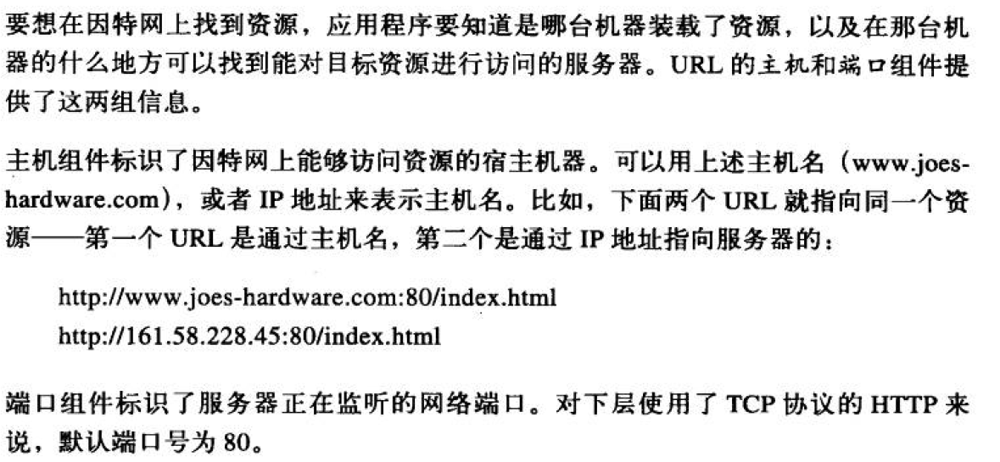 要想在因特网上找到资源，应用程序要知道是哪台机器装载了资源，以及在那台机
器的什么地方可以找到能对目标资源进行访问的服务器。URL 的主机和端口组件提
供了这两组信息。
主机组件标识了因特网上能够访问资源的宿主机器。可以用上述主机名（www.joes-
hardware.com），或者 IP 地址来表示主机名。比如，下面两个 URL 就指向同一个资
源——第一个 URL 是通过主机名，第二个是通过 IP 地址指向服务器的：
http://www.joes-hardware.com:80/index.html
http://161.58.228.45:80/index.html
端口组件标识了服务器正在监听的网络端口。对下层使用了 TCP 协议的 HTTP 来
说，默认端口号为 80。